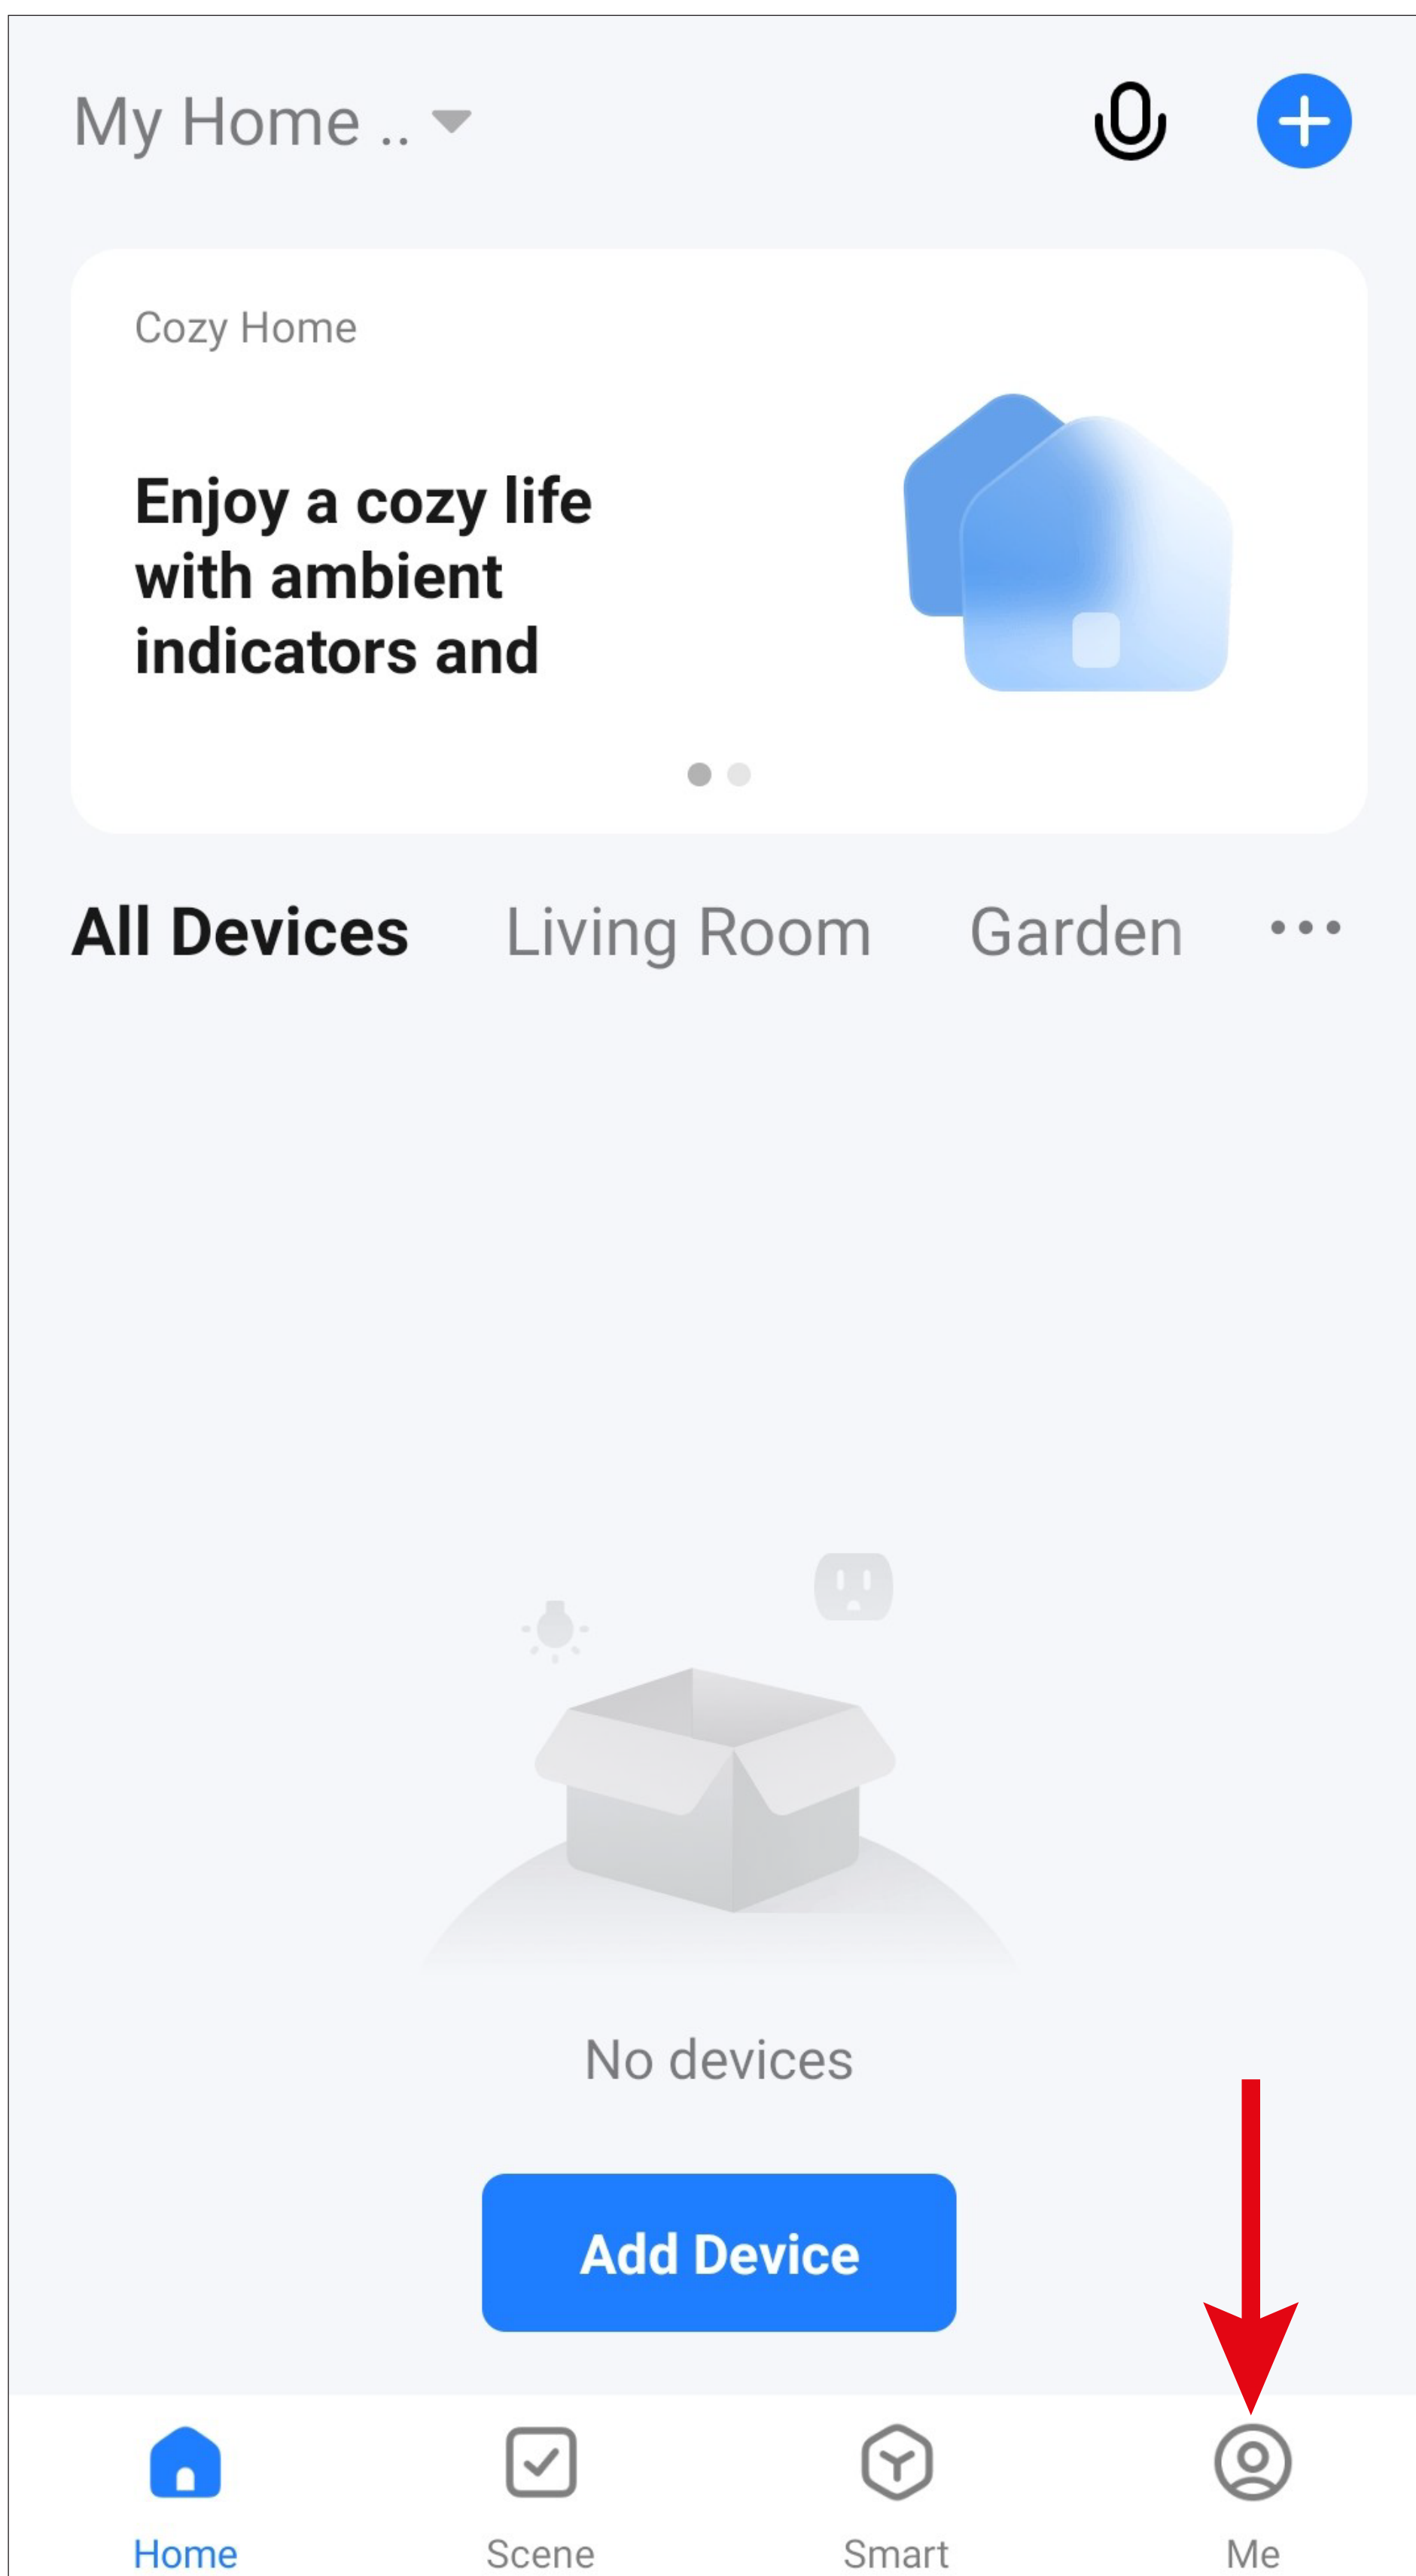 My Home ..
Cozy Home
Enjoy a cozy life
with ambient
indicators and
All Devices Living Room Garden ...
No devices
Add Device
Home Scene Smart Me